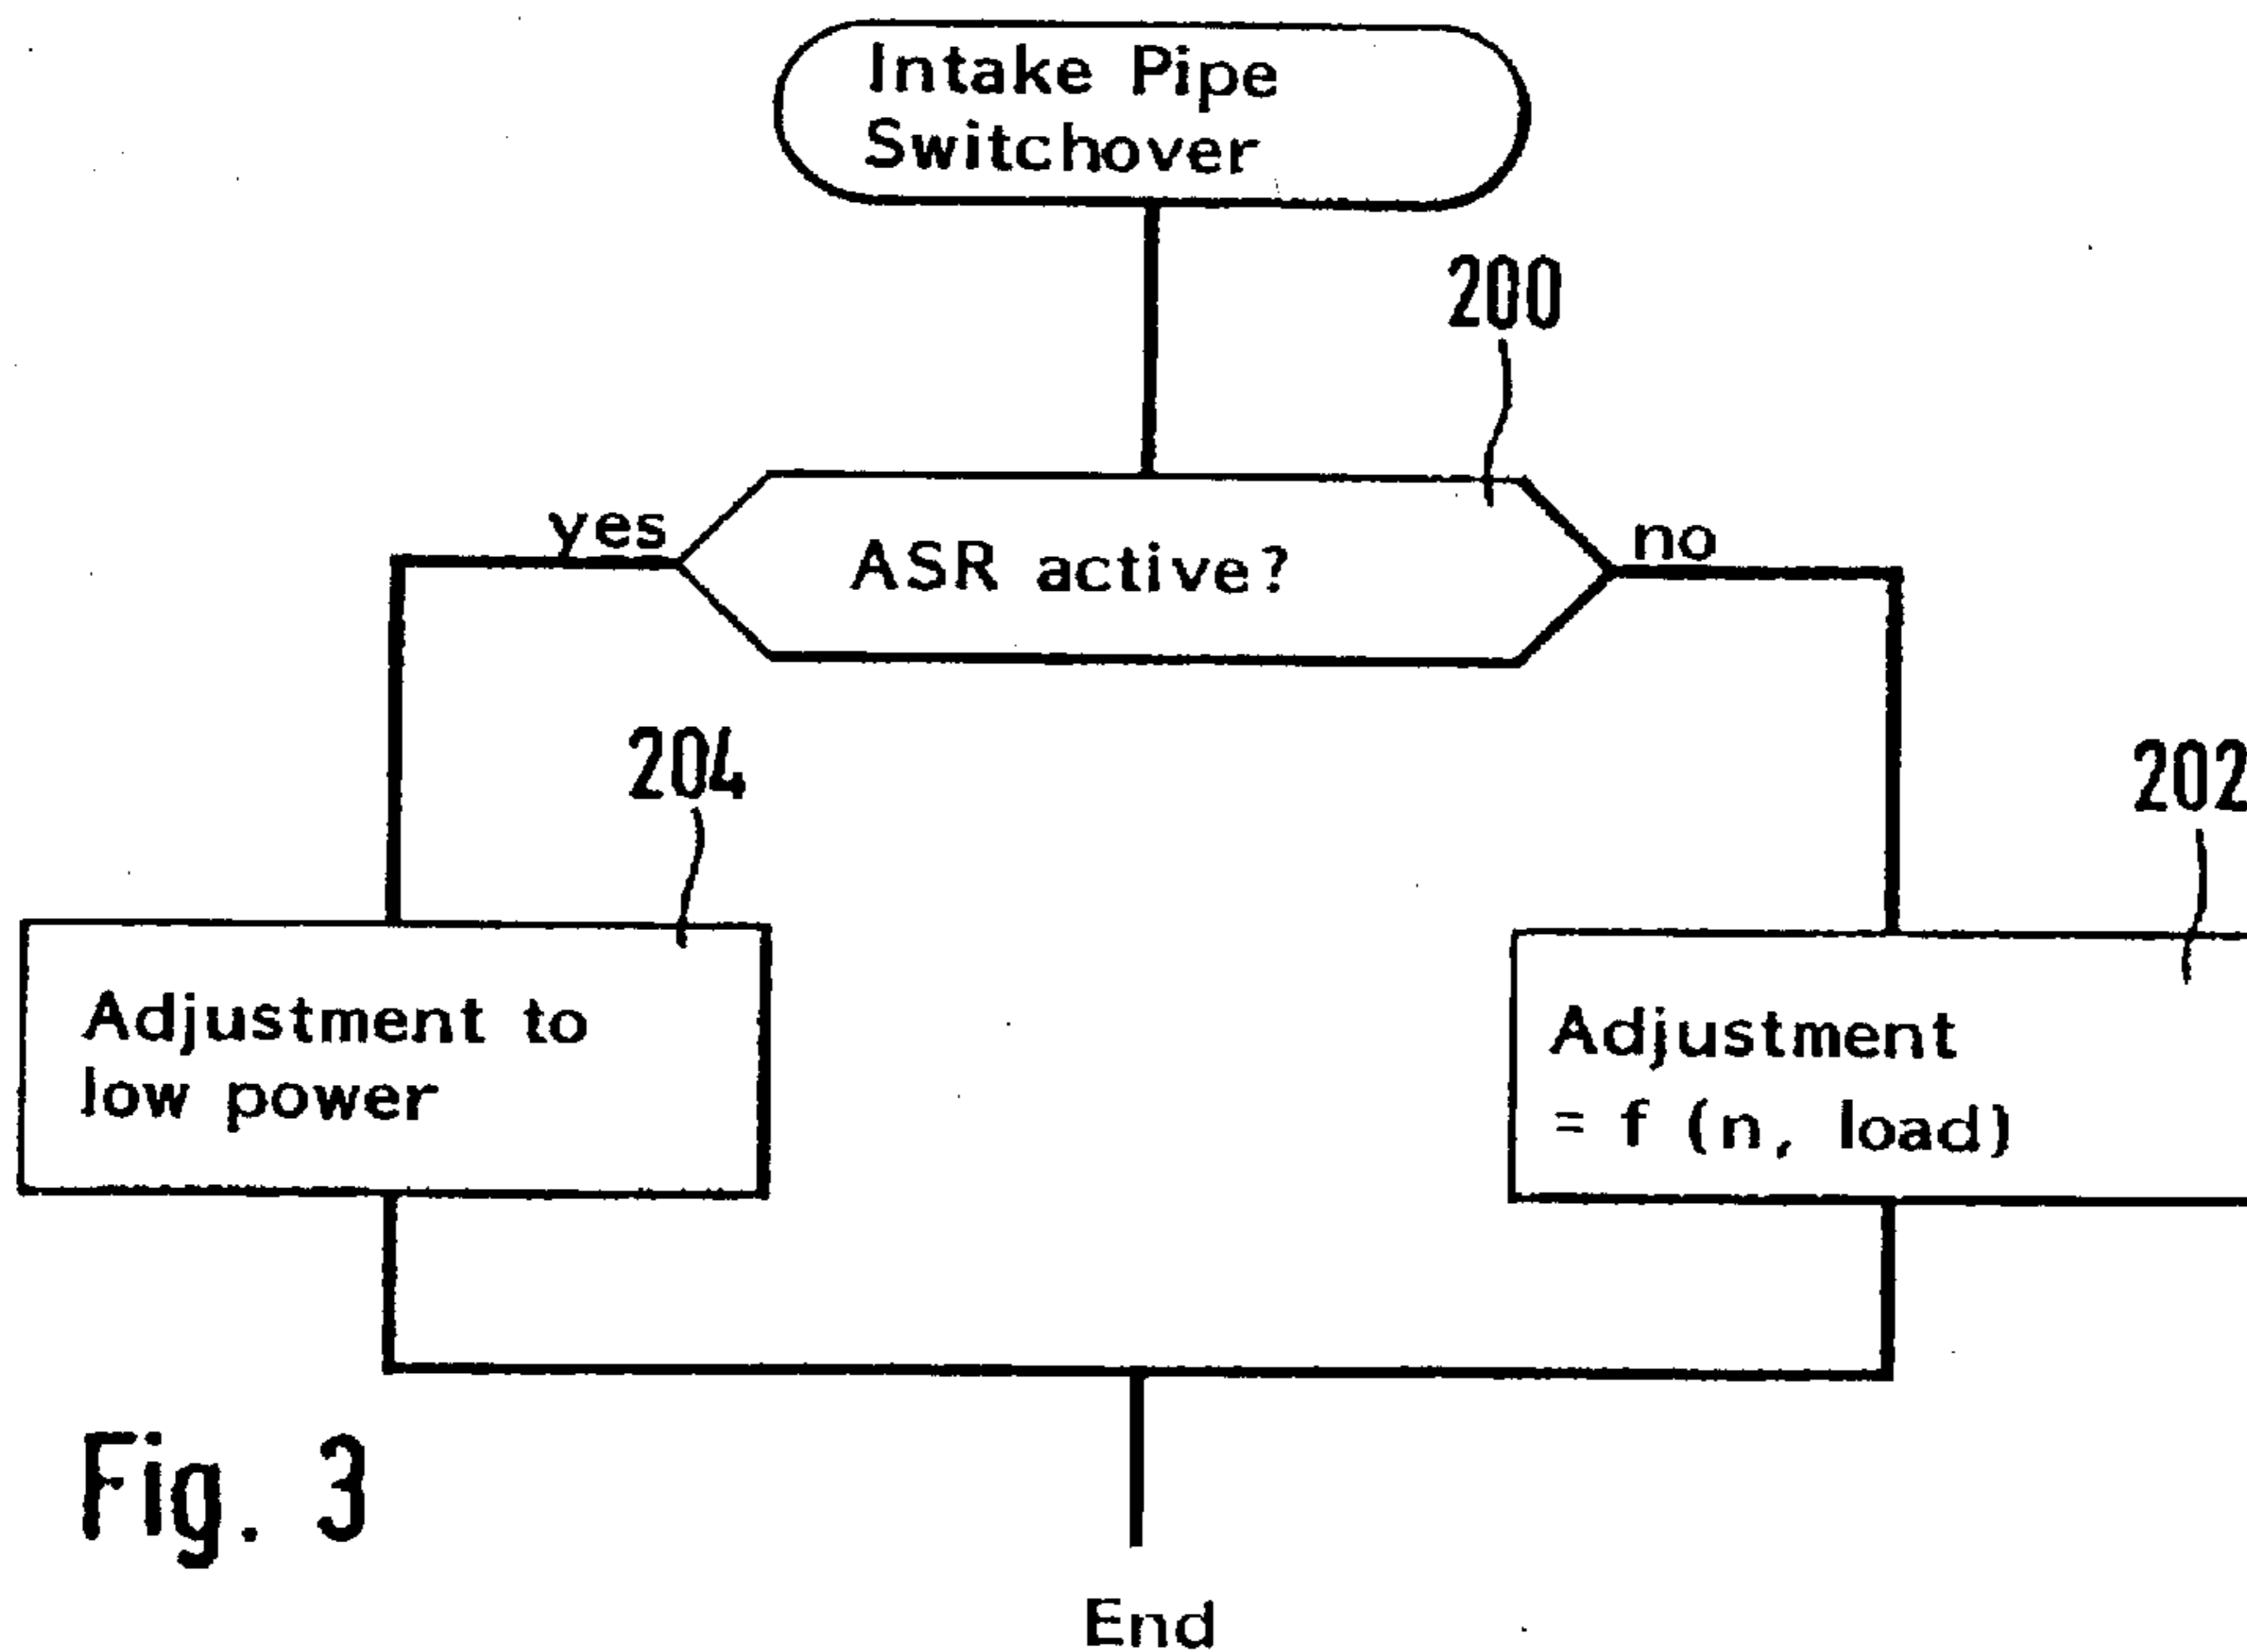 Intake Pipe
Switchover
200
yes
ASR active?
no
204
202
Adjustment to
low power
Adjustment
= f (n, load)
Fig. 3
End